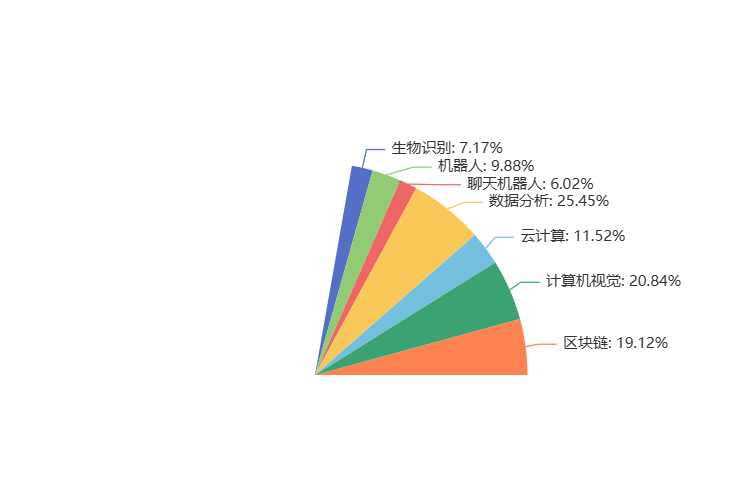 生物识别: 7.17%
机器人: 9.88%
聊天机器人: 6.02%
数据分析: 25.45%
云计算: 11.52%
计算机视觉: 20.84%
区块链: 19.12%